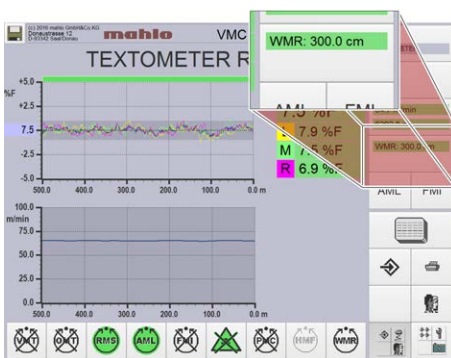 (c) 2016 mahlo GmbH&Co.KG
Donaustrasse 12
D-93342 Saal/Donau
mahlo
VMC
TEXTOMETER R
WMR: 300.0 cm
AML
%F
+5.0
+2.5
7.5
-2.5
-5.0
500.0 400.0 300.0 200.0 100.0 0.0 m
7.9 %F
M 7.5 %F
R 6.9 %F
WMR: 300.0 cm
AML FMI
m/min
100.0
75.0
50.0
25.0
0.0
500.0 400.0 300.0 200.0 100.0 0.0 m
VMT
OMT
RMS
AML
FMI
PMC
HMF
WMR